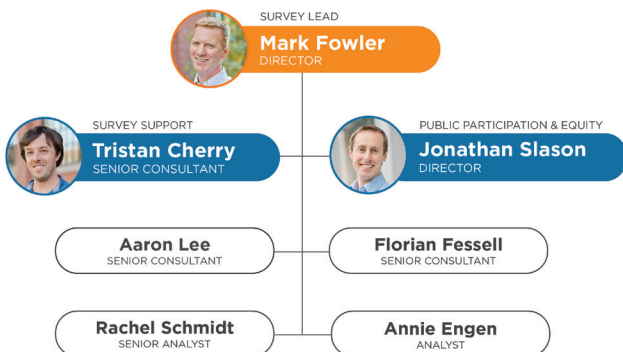 SURVEY LEAD
Mark Fowler
DIRECTOR
SURVEY SUPPORT
Tristan Cherry
SENIOR CONSULTANT
PUBLIC PARTICIPATION & EQUITY
Jonathan Slason
DIRECTOR
Aaron Lee
SENIOR CONSULTANT
Florian Fessell
SENIOR CONSULTANT
Rachel Schmidt
SENIOR ANALYST
Annie Engen
ANALYST